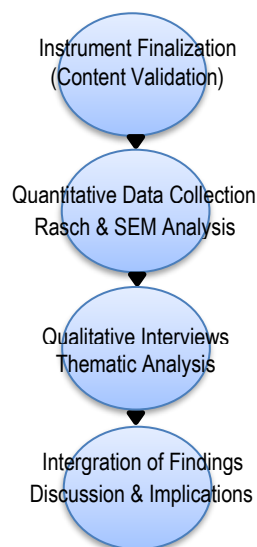 Instrument Finalization
(Content Validation)
Quantitative Data Collection
Rasch & SEM Analysis
Qualitative Interviews
Thematic Analysis
Intergration of Findings
Discussion & Implications